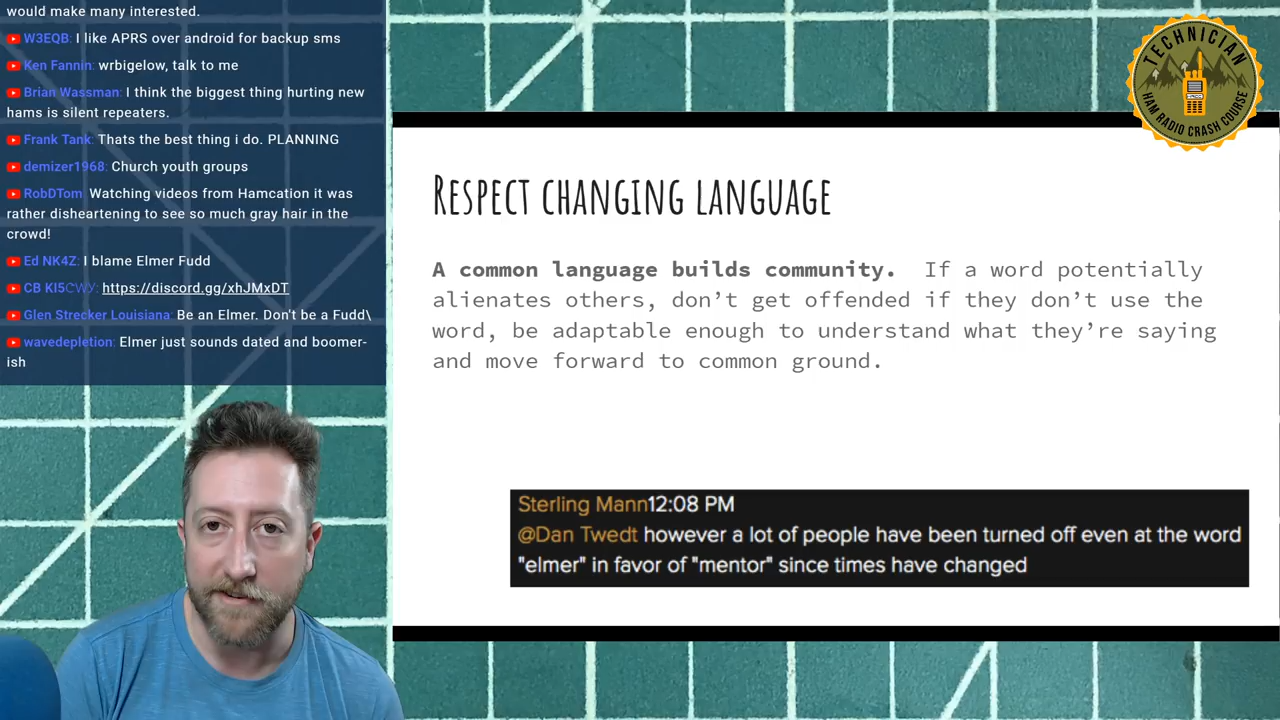 would make many interested.
W3EQB: I like APRS over android for backup sms
Ken Fannin: wrbigelow, talk to me
Brian Wassman: I think the biggest thing hurting new
hams is silent repeaters.
Frank Tank: Thats the best thing i do. PLANNING
demizer1968: Church youth groups
RobDTom: Watching videos from Hamcation it was
rather disheartening to see so much gray hair in the
crowd!
Ed NK4Z: I blame Elmer Fudd
CB KI5CWY: https://discord.gg/xhJMxDT
Glen Strecker Louisiana: Be an Elmer. Don't be a Fudd\
wavedepletion: Elmer just sounds dated and boomer-
ish
TECHNICIAN
HAM RADIO CRASH COURSE
RESPECT CHANGING LANGUAGE
A common language builds community. If a word potentially
alienates others, don’t get offended if they don’t use the
word, be adaptable enough to understand what they’re saying
and move forward to common ground.
Sterling Mann12:08 PM
@Dan Twedt however a lot of people have been turned off even at the word
"elmer" in favor of "mentor" since times have changed